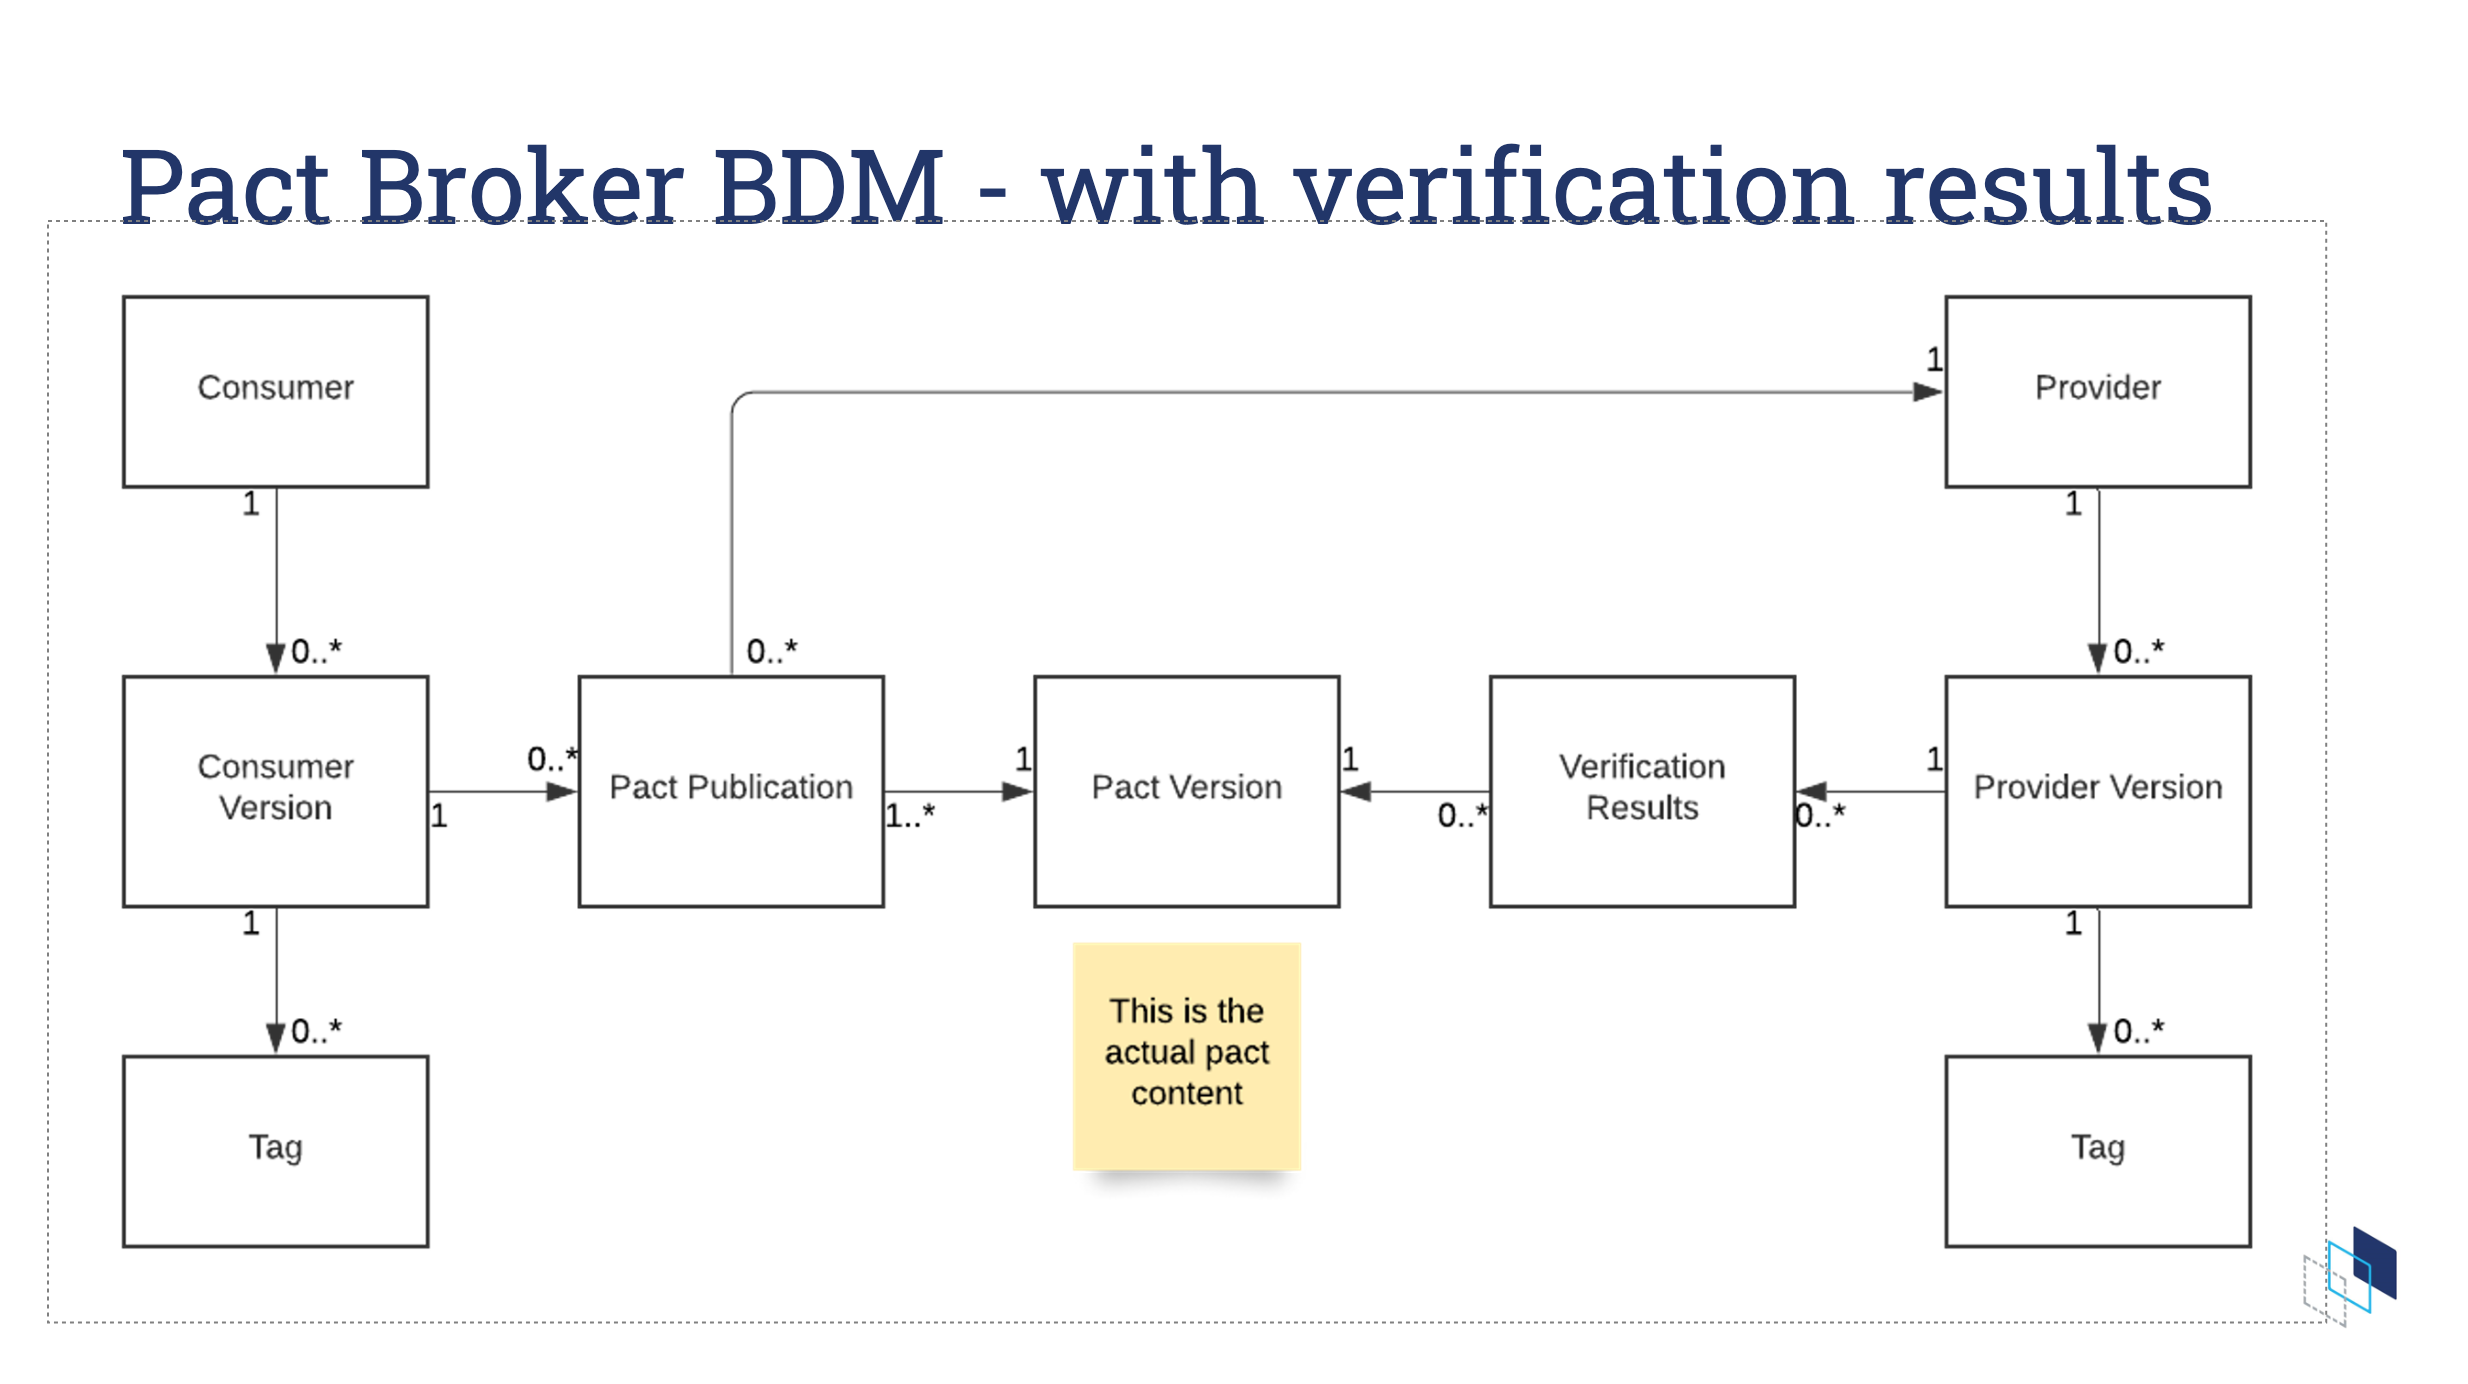 Pact Broker BDM - with verification results
Consumer
1
Provider
1
1
0..*
0..*
0..*
Consumer
Version
0..*
1
Pact Publication
1..*
1
Pact Version
1
0..*
Verification
Results
0..*
1
Provider Version
1
1
0..*
0..*
This is the
actual pact
content
Tag
Tag